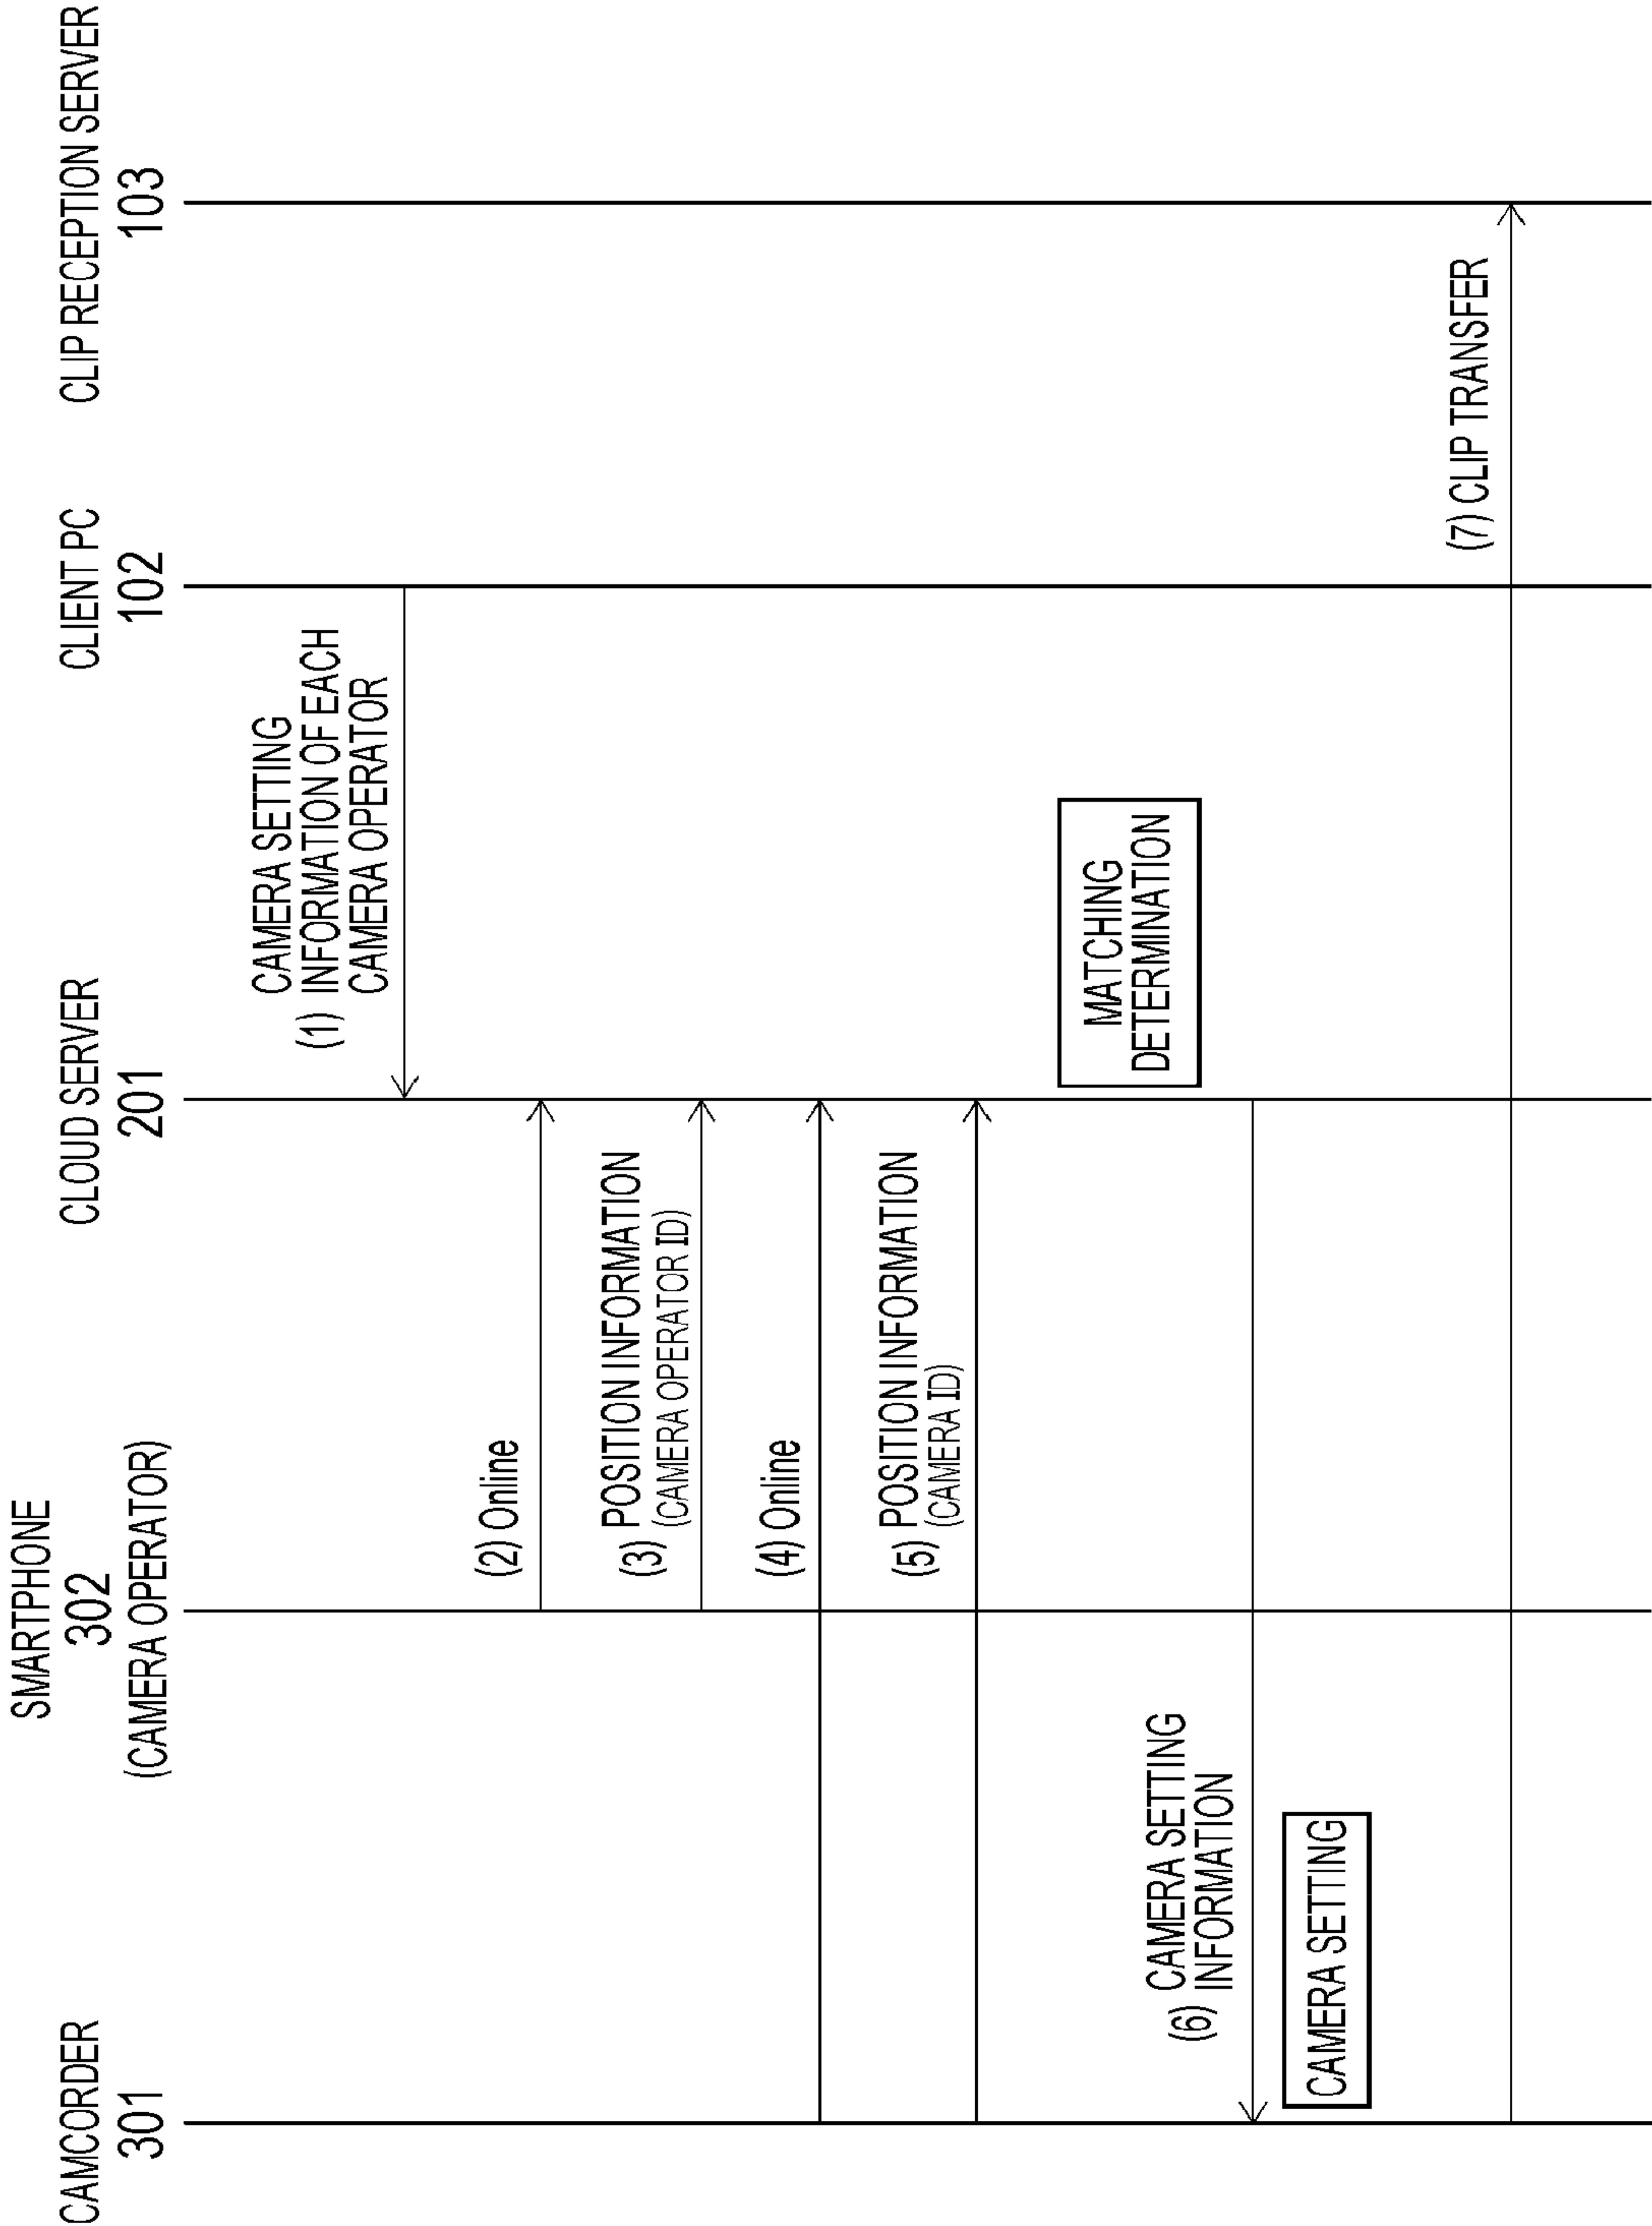 CAMCORDER
301
SMARTPHONE
302
(CAMERA OPERATOR)
CLOUD SERVER
201
CLIENT PC
102
CLIP RECEPTION SERVER
103
CAMERA SETTING
(1) INFORMATION OF EACH
CAMERA OPERATOR
(2) Online
(3) POSITION INFORMATION
(CAMERA OPERATOR ID)
(4) Online
(5) POSITION INFORMATION
(CAMERA ID)
MATCHING
DETERMINATION
(6) CAMERA SETTING
INFORMATION
CAMERA SETTING
(7) CLIP TRANSFER